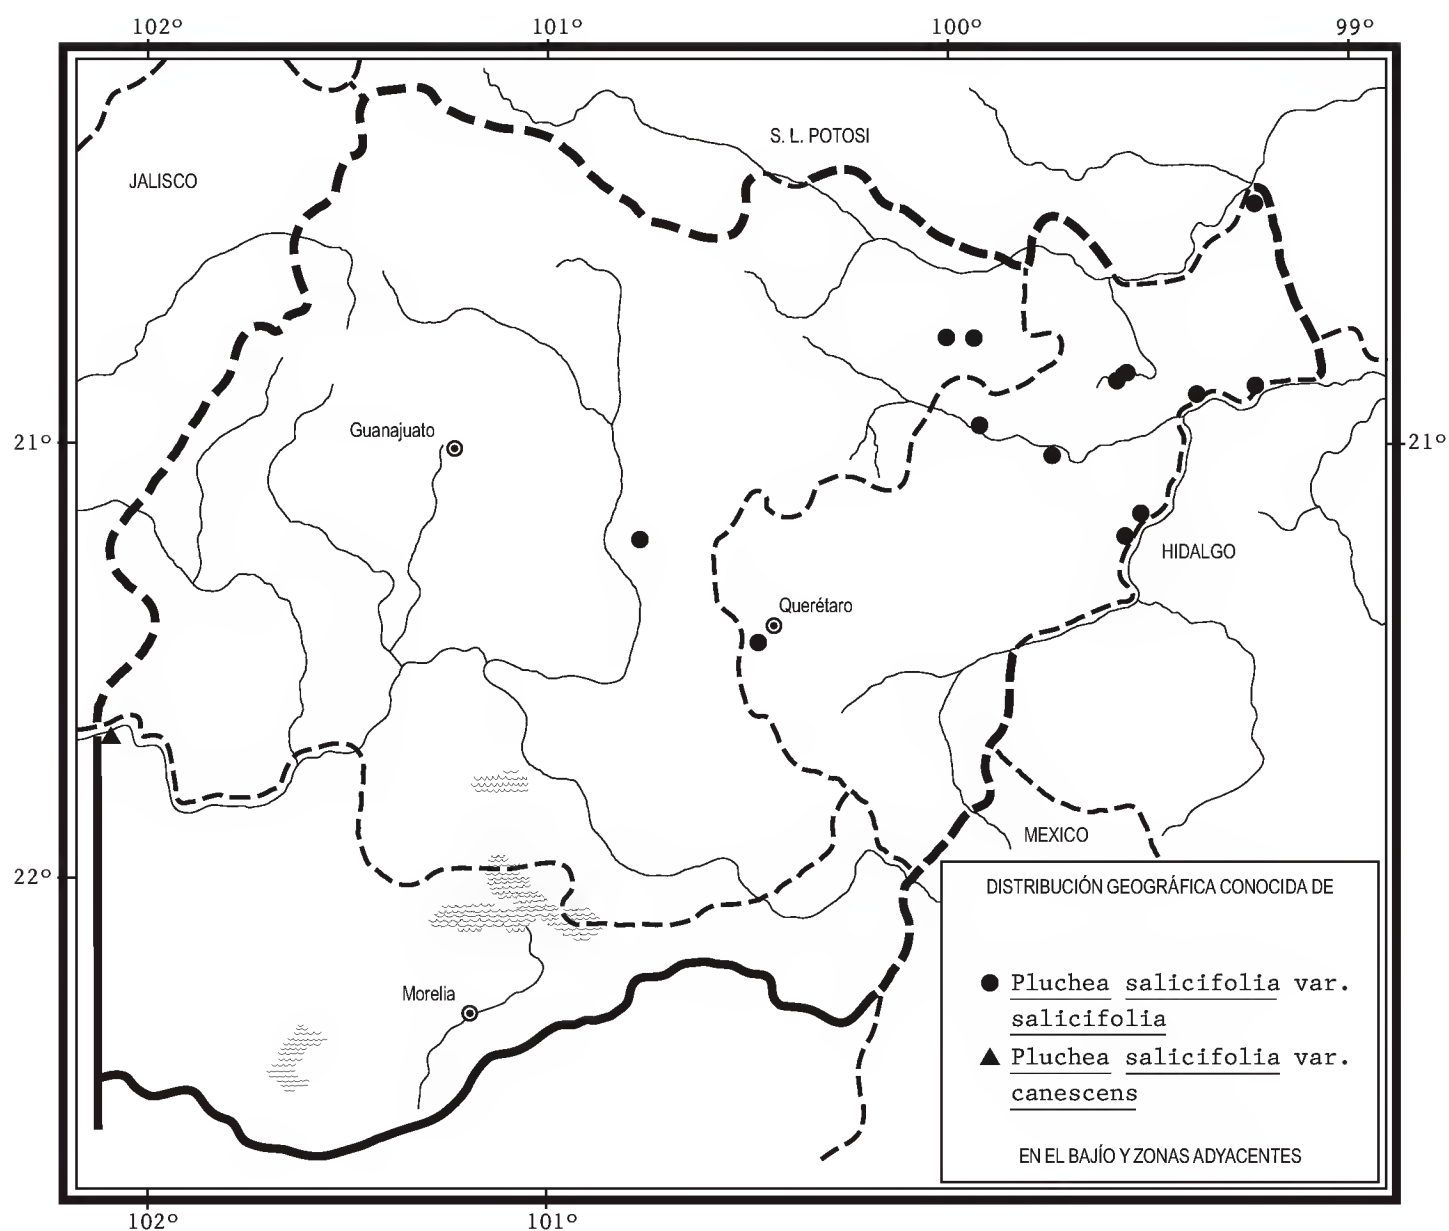 102º 101º 100º 99º
S. L. POTOSI
JALISCO
Guanajuato
21º 21º
HIDALGO
Querétaro
MEXICO
22º
DISTRIBUCIÓN GEOGRÁFICA CONOCIDA DE
Pluchea salicifolia var.
salicifolia
Pluchea salicifolia var.
canescens
EN EL BAJÍO Y ZONAS ADYACENTES
Morelia
102º 101º